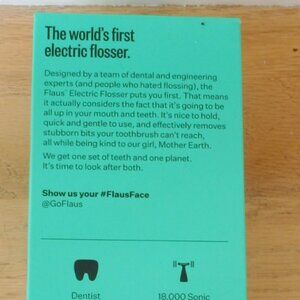 The world's first
electric flosser.
Designed by a team of dental and engineering
experts (and people who hated flossing), the
Flaus Electric Flosser puts you first. That means
it actually considers the fact that it's going to be
all up in your mouth and teeth. It's nice to hold,
quick and gentle to use, and effectively removes
stubborn bits your toothbrush can't reach,
all while being kind to our girl, Mother Earth.
We get one set of teeth and one planet.
It's time to look after both.
Show us your #FlausFace
@GoFlaus
Dentist
18,000 Sonic